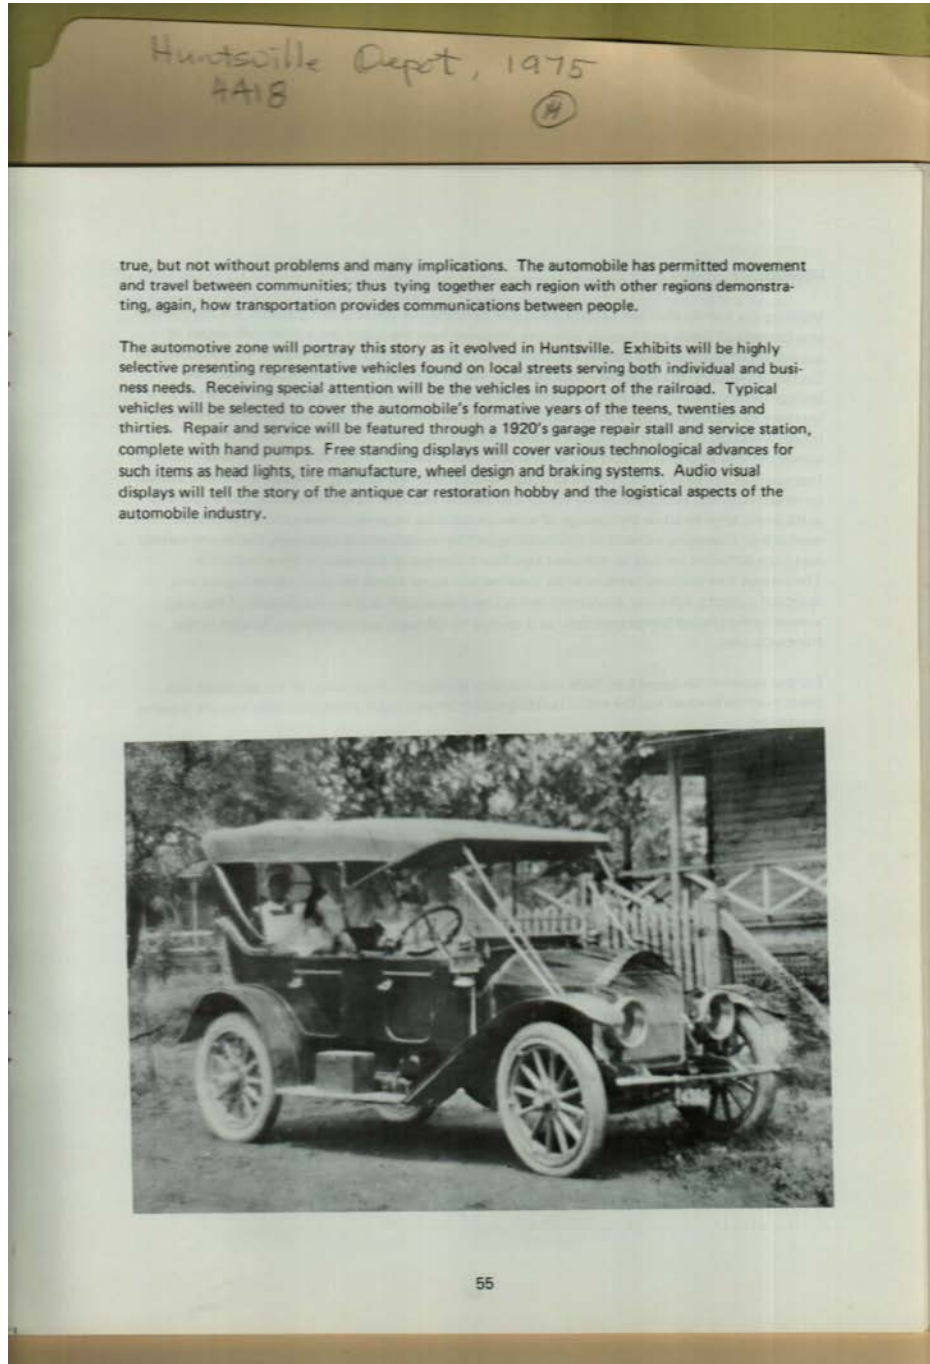 Huntsville Depot, 1975
4418
14
true, but not without problems and many implications. The automobile has permitted movement
and travel between communities; thus tying together each region with other regions demonstra-
ting, again, how transportation provides communications between people.
The automotive zone will portray this story as it evolved in Huntsville. Exhibits will be highly
selective presenting representative vehicles found on local streets serving both individual and busi-
ness needs. Receiving special attention will be the vehicles in support of the railroad. Typical
vehicles will be selected to cover the automobile's formative years of the teens, twenties and
thirties. Repair and service will be featured through a 1920's garage repair stall and service station,
complete with hand pumps. Free standing displays will cover various technological advances for
such items as head lights, tire manufacture, wheel design and braking systems. Audio visual
displays will tell the story of the antique car restoration hobby and the logistical aspects of the
automobile industry.
55